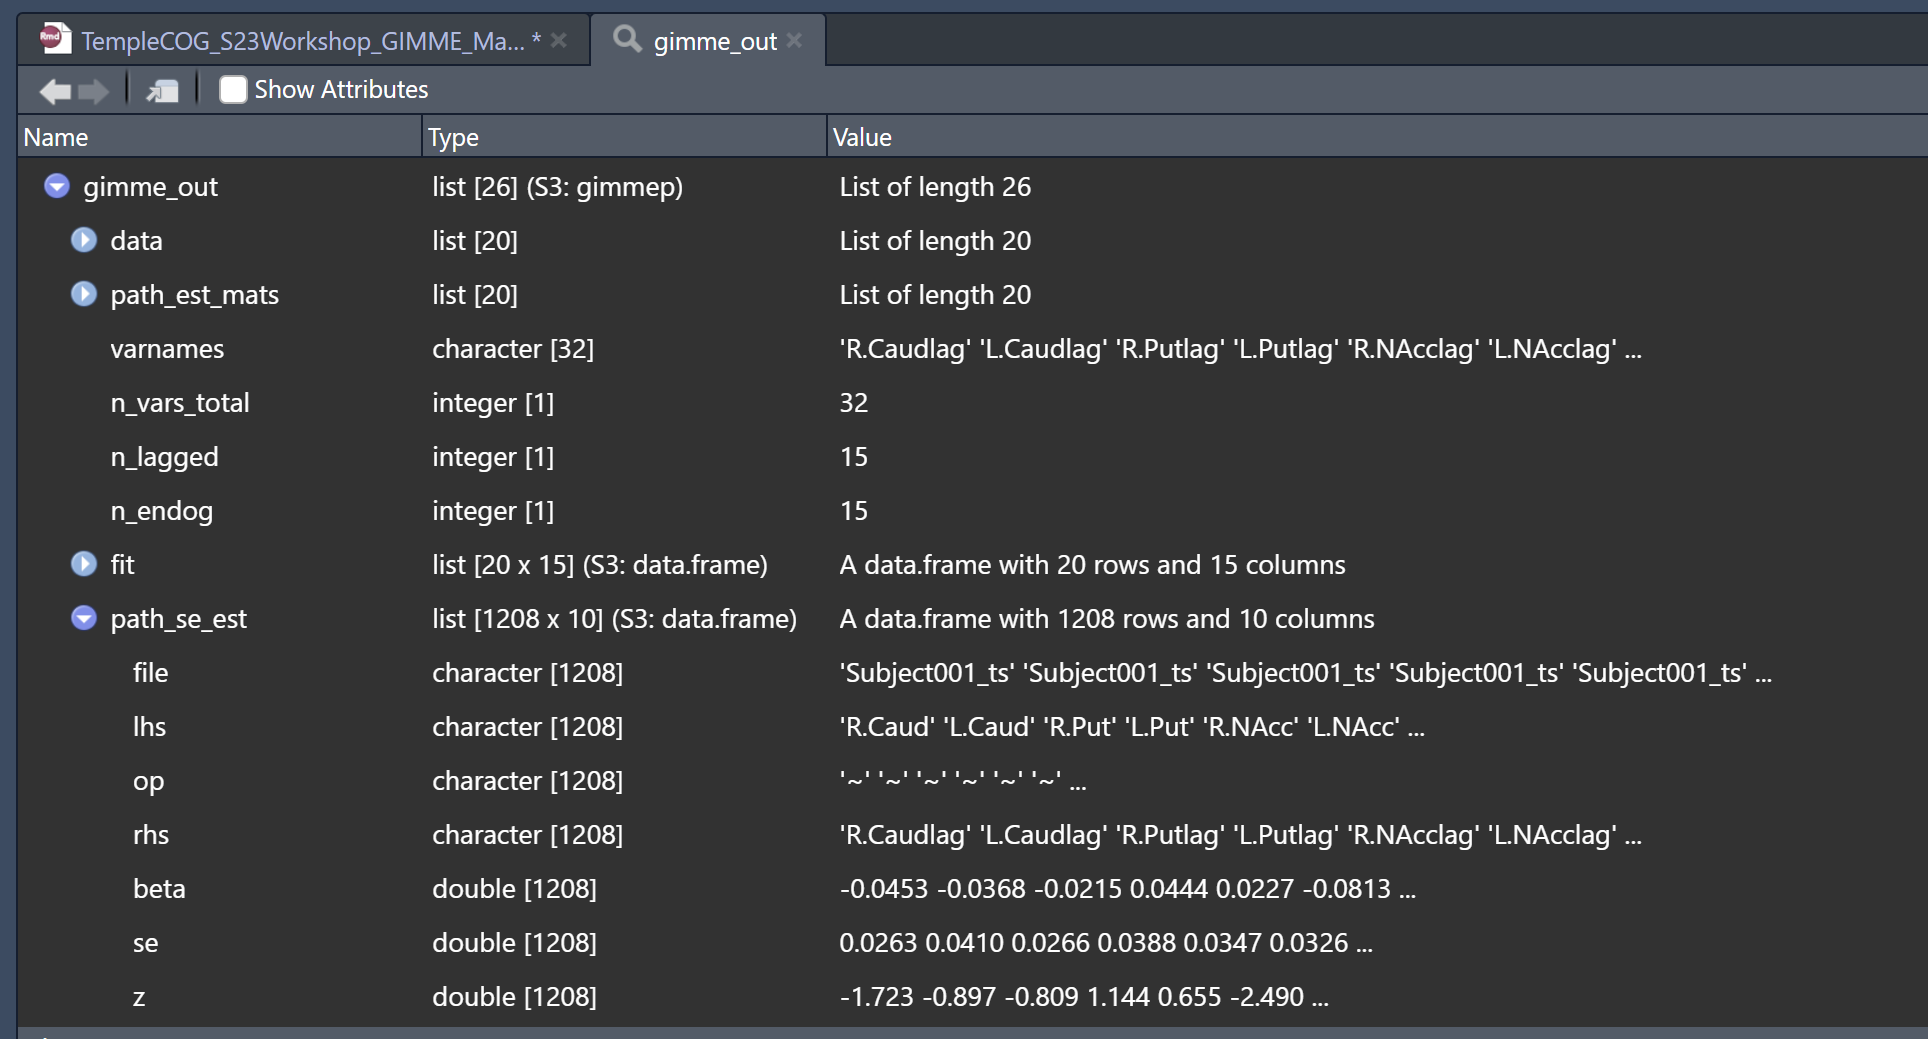 Rmd TempleCOG_S23Workshop_GIMME_Ma... * gimme_out
Show Attributes
Name Type Value
gimme_out list [26] (S3: gimmep) List of length 26
data list [20] List of length 20
path_est_mats list [20] List of length 20
varnames character [32] 'R.Caudlag' 'L.Caudlag' 'R.Putlag' 'L.Putlag' 'R.NAcclag' 'L.NAcclag' ...
n_vars_total integer [1] 32
n_lagged integer [1] 15
n_endog integer [1] 15
fit list [20 x 15] (S3: data.frame) A data.frame with 20 rows and 15 columns
path_se_est list [1208 x 10] (S3: data.frame) A data.frame with 1208 rows and 10 columns
file character [1208] 'Subject001_ts' 'Subject001_ts' 'Subject001_ts' 'Subject001_ts' 'Subject001_ts' ...
lhs character [1208] 'R.Caud' 'L.Caud' 'R.Put' 'L.Put' 'R.NAcc' 'L.NAcc' ...
op character [1208] '~' '~' '~' '~' '~' '~' ...
rhs character [1208] 'R.Caudlag' 'L.Caudlag' 'R.Putlag' 'L.Putlag' 'R.NAcclag' 'L.NAcclag' ...
beta double [1208] -0.0453 -0.0368 -0.0215 0.0444 0.0227 -0.0813 ...
se double [1208] 0.0263 0.0410 0.0266 0.0388 0.0347 0.0326 ...
z double [1208] -1.723 -0.897 -0.809 1.144 0.655 -2.490 ...